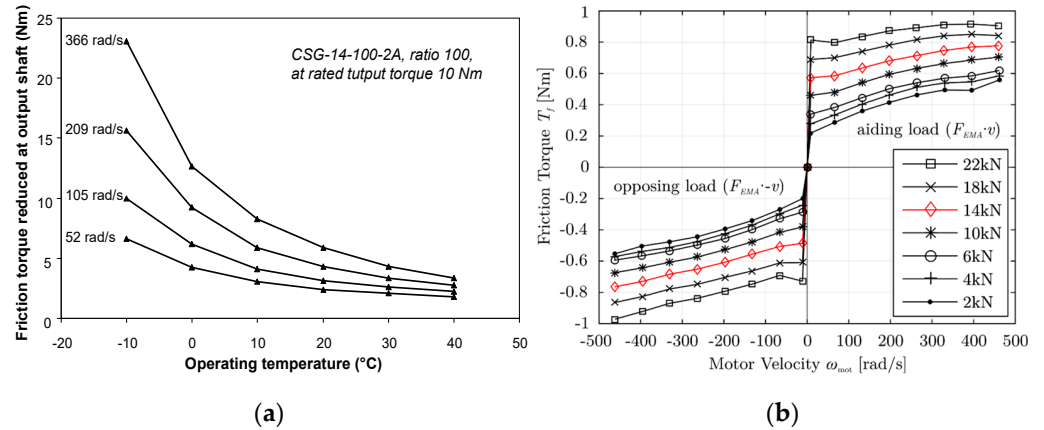 Friction torque reduced at output shaft (Nm)
25
20
15
10
5
0
-20
-10
0
10
20
30
40
50
Operating temperature (°C)
366 rad/s
209 rad/s
105 rad/s
52 rad/s
CSG-14-100-2A, ratio 100,
at rated tutput torque 10 Nm
(a)
Friction Torque Tf [Nm]
1
0.8
0.6
0.4
0.2
0
-0.2
-0.4
-0.6
-0.8
-1
-500
-400
-300
-200
-100
0
100
200
300
400
500
Motor Velocity ωmot [rad/s]
aiding load (FEMA·v)
opposing load (FEMA·-v)
22kN
18kN
14kN
10kN
6kN
4kN
2kN
(b)